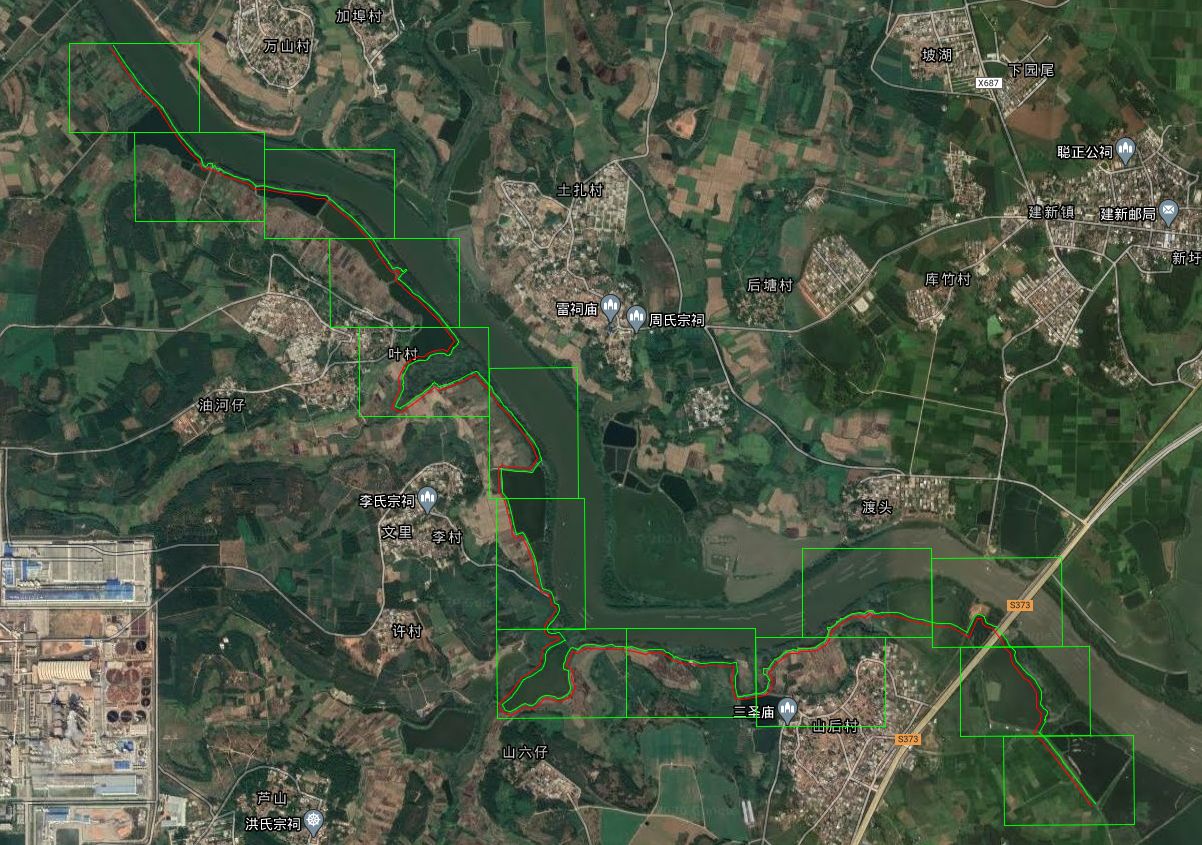 加埠村
万山村
坡湖
下园尾
X687
聪正公祠
土扎村
建新镇
建新邮局
新圩
后塘村
库竹村
雷祠庙
周氏宗祠
叶村
油河仔
李氏宗祠
文里
李村
渡头
S373
许村
三圣庙
山后村
S373
山六仔
芦山
洪氏宗祠